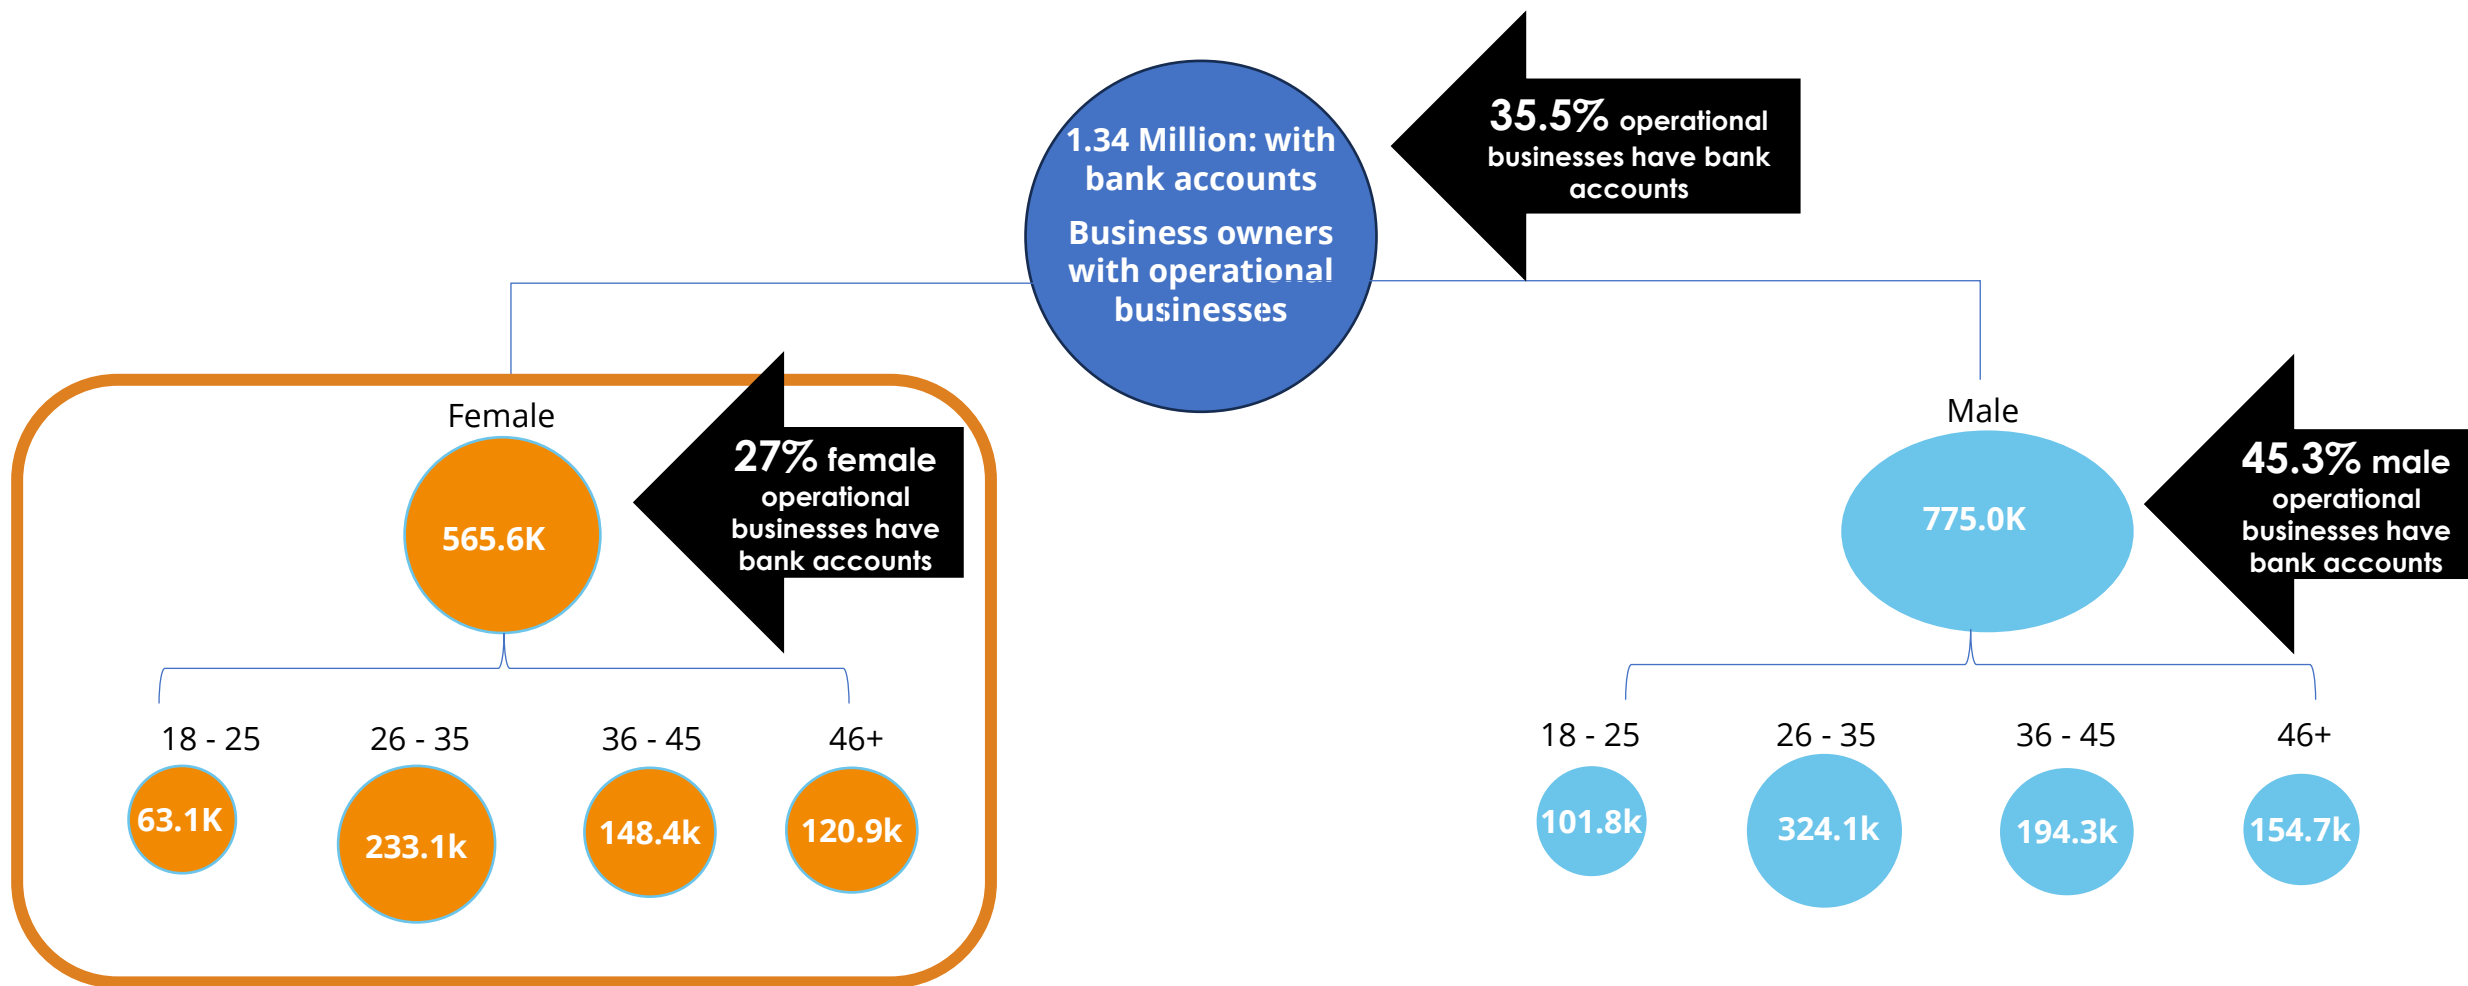 1.34 Million: with
bank accounts
Business owners
with operational
businesses
35.5% operational
businesses have bank
accounts
Female
565.6K
27% female
operational
businesses have
bank accounts
18 - 25
26 - 35
36 - 45
46+
63.1K
233.1k
148.4k
120.9k
Male
775.0K
45.3% male
operational
businesses have
bank accounts
18 - 25
26 - 35
36 - 45
46+
101.8k
324.1k
194.3k
154.7k